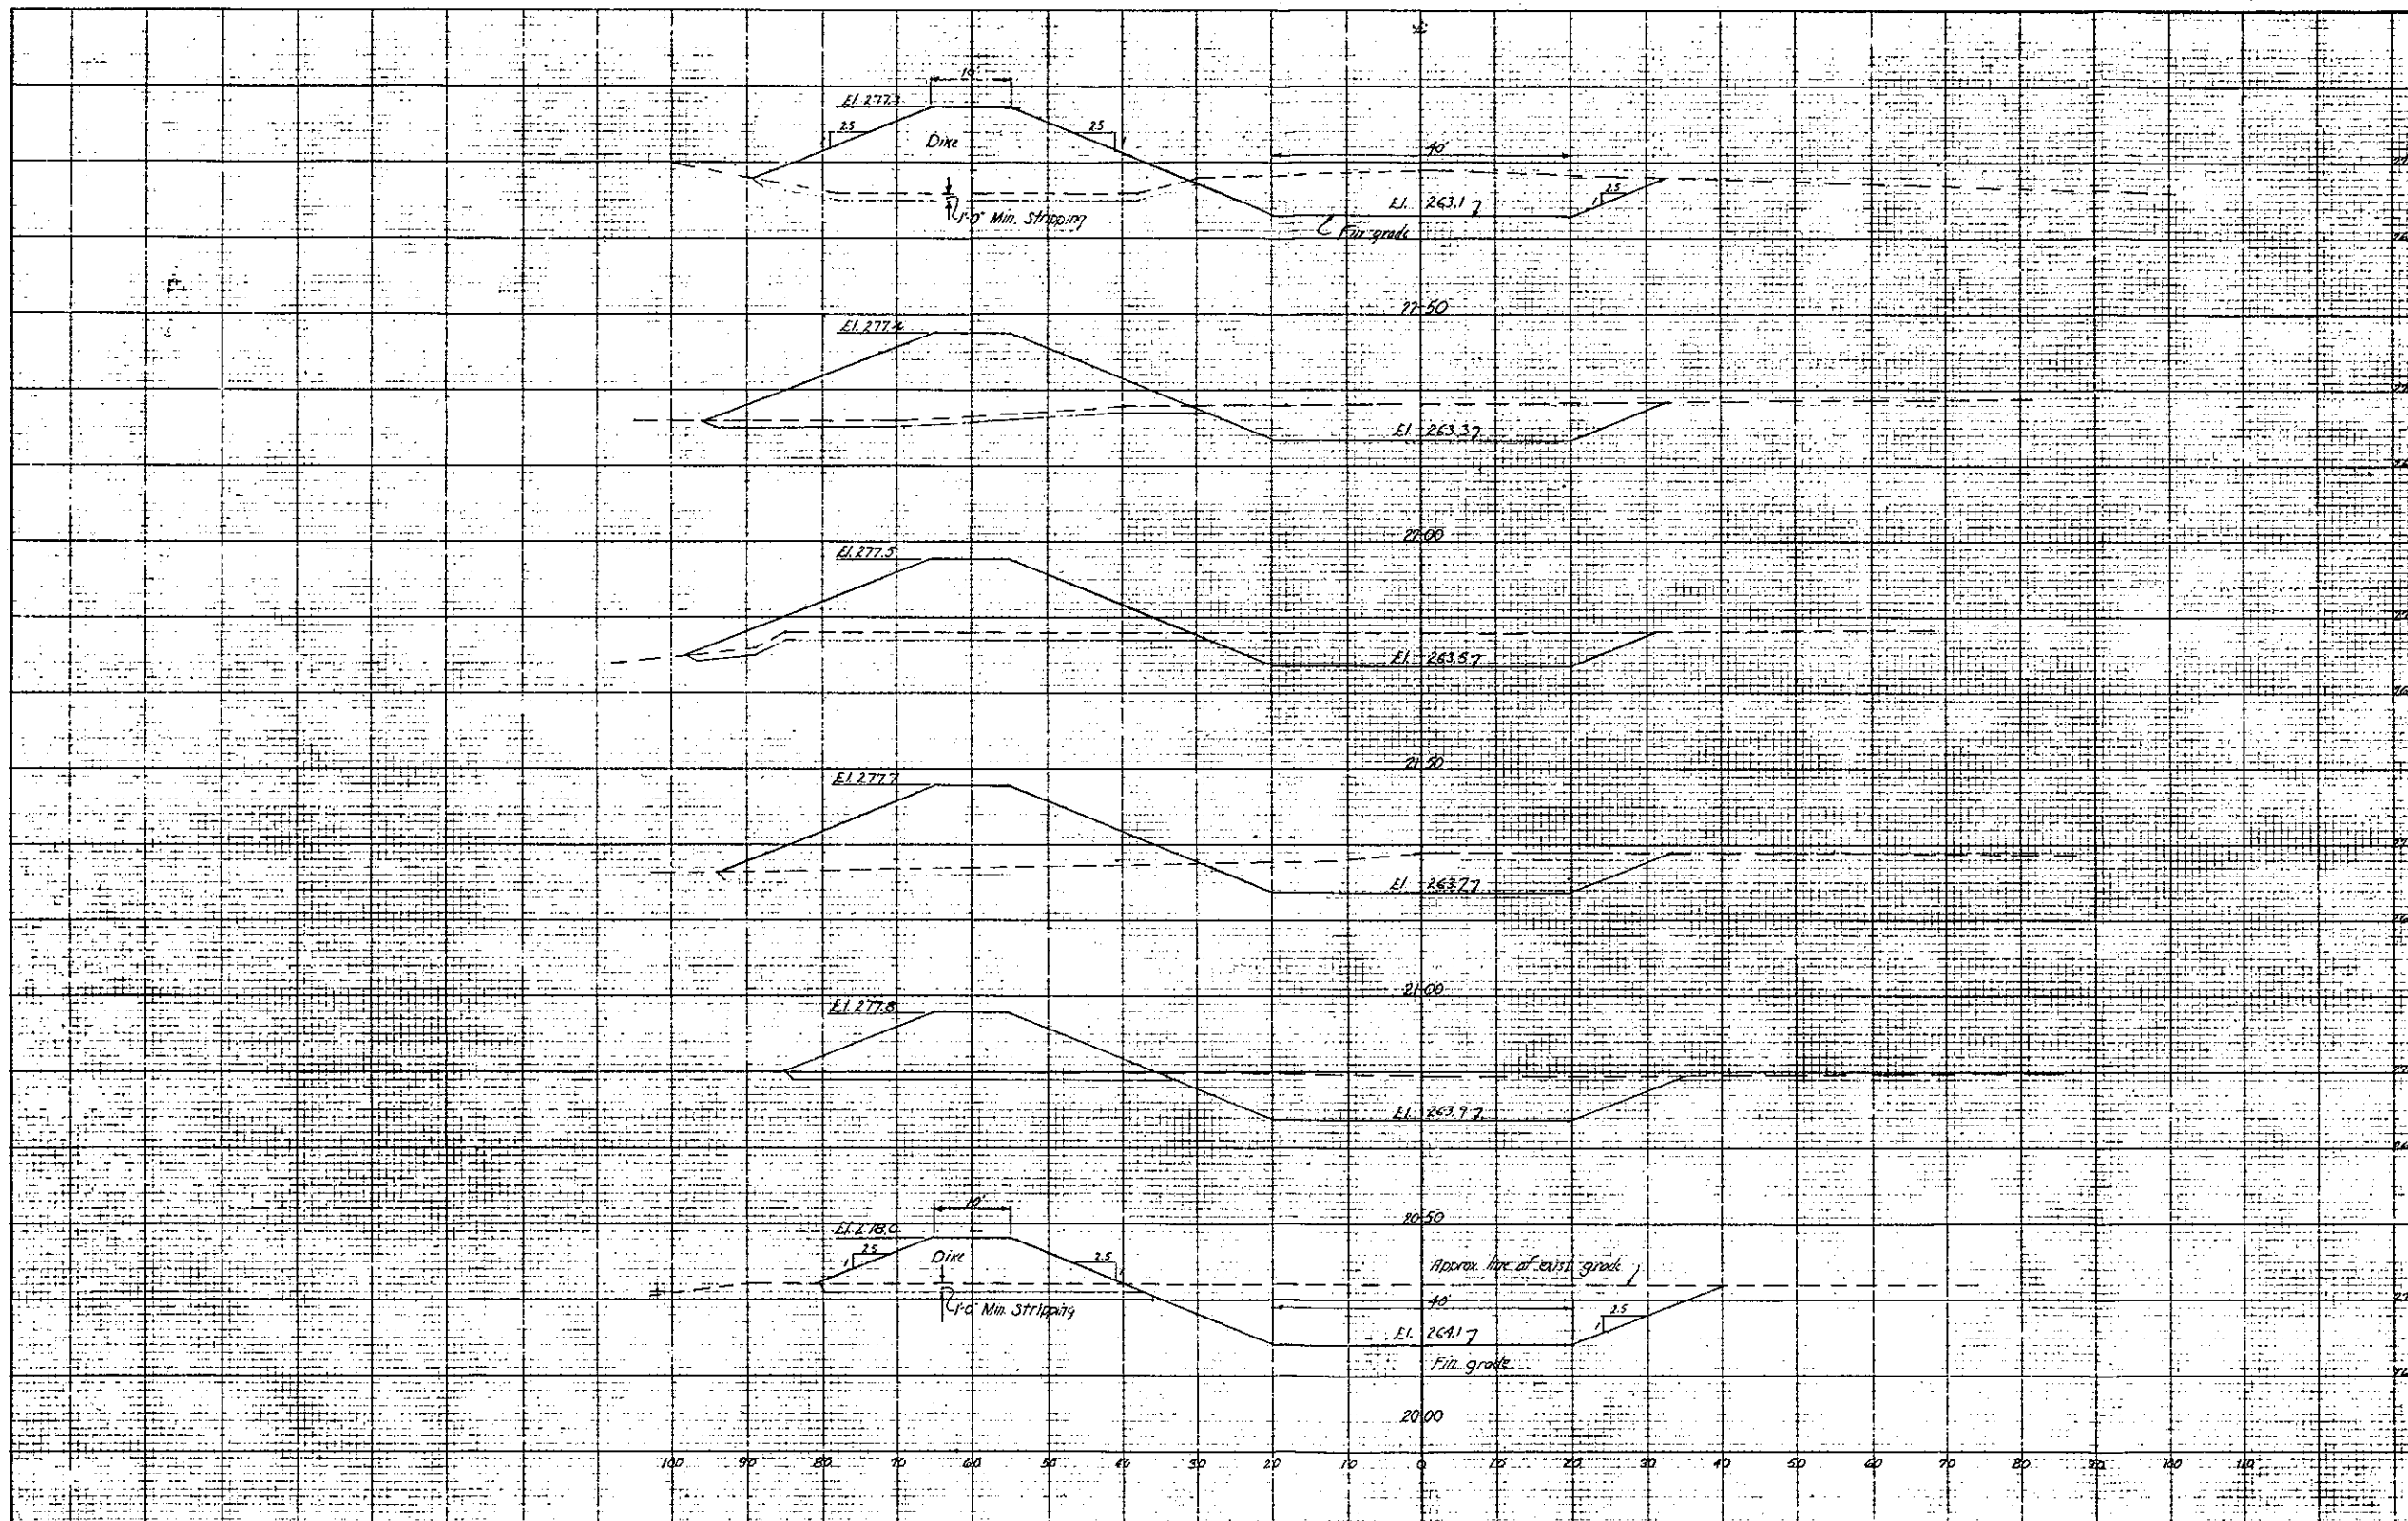 ℄
10'
El. 277.3
2.5
1
2.5
1
Dike
40'
1'-0" Min. Stripping
El. 263.1
2.5
1
Fin. grade
22+50
El. 277.4
El. 263.3
22+00
El. 277.5
El. 263.5
21+50
El. 277.7
El. 263.7
21+00
El. 277.8
El. 263.9
20+50
10'
El. 278.0
2.5
1
Dike
2.5
1
Approx. line of exist. grade
1'-0" Min. Stripping
40'
2.5
1
El. 264.1
Fin. grade
20+00
100 90 80 70 60 50 40 30 20 10 0 10 20 30 40 50 60 70 80 90 100 110